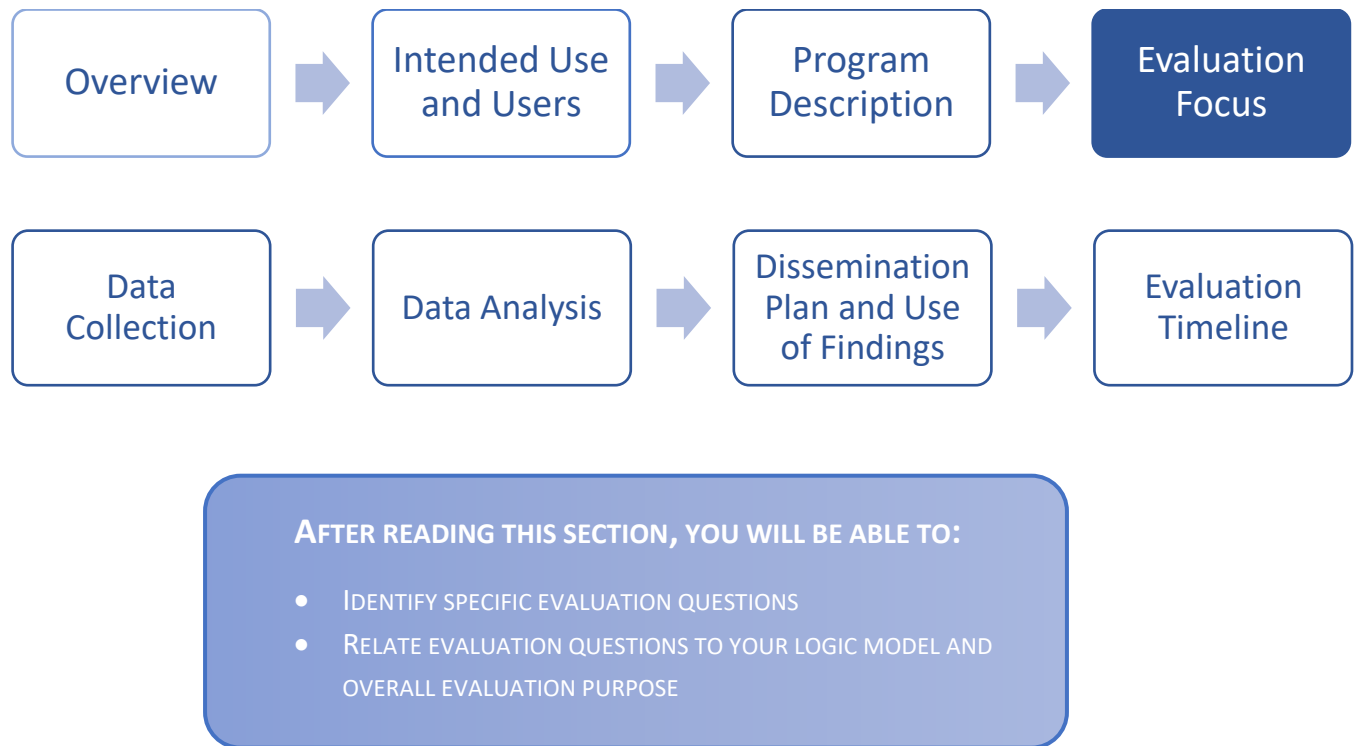 Overview
Intended Use
and Users
Program
Description
Evaluation
Focus
Data
Collection
Data Analysis
Dissemination
Plan and Use
of Findings
Evaluation
Timeline
AFTER READING THIS SECTION, YOU WILL BE ABLE TO:
• IDENTIFY SPECIFIC EVALUATION QUESTIONS
• RELATE EVALUATION QUESTIONS TO YOUR LOGIC MODEL AND
OVERALL EVALUATION PURPOSE